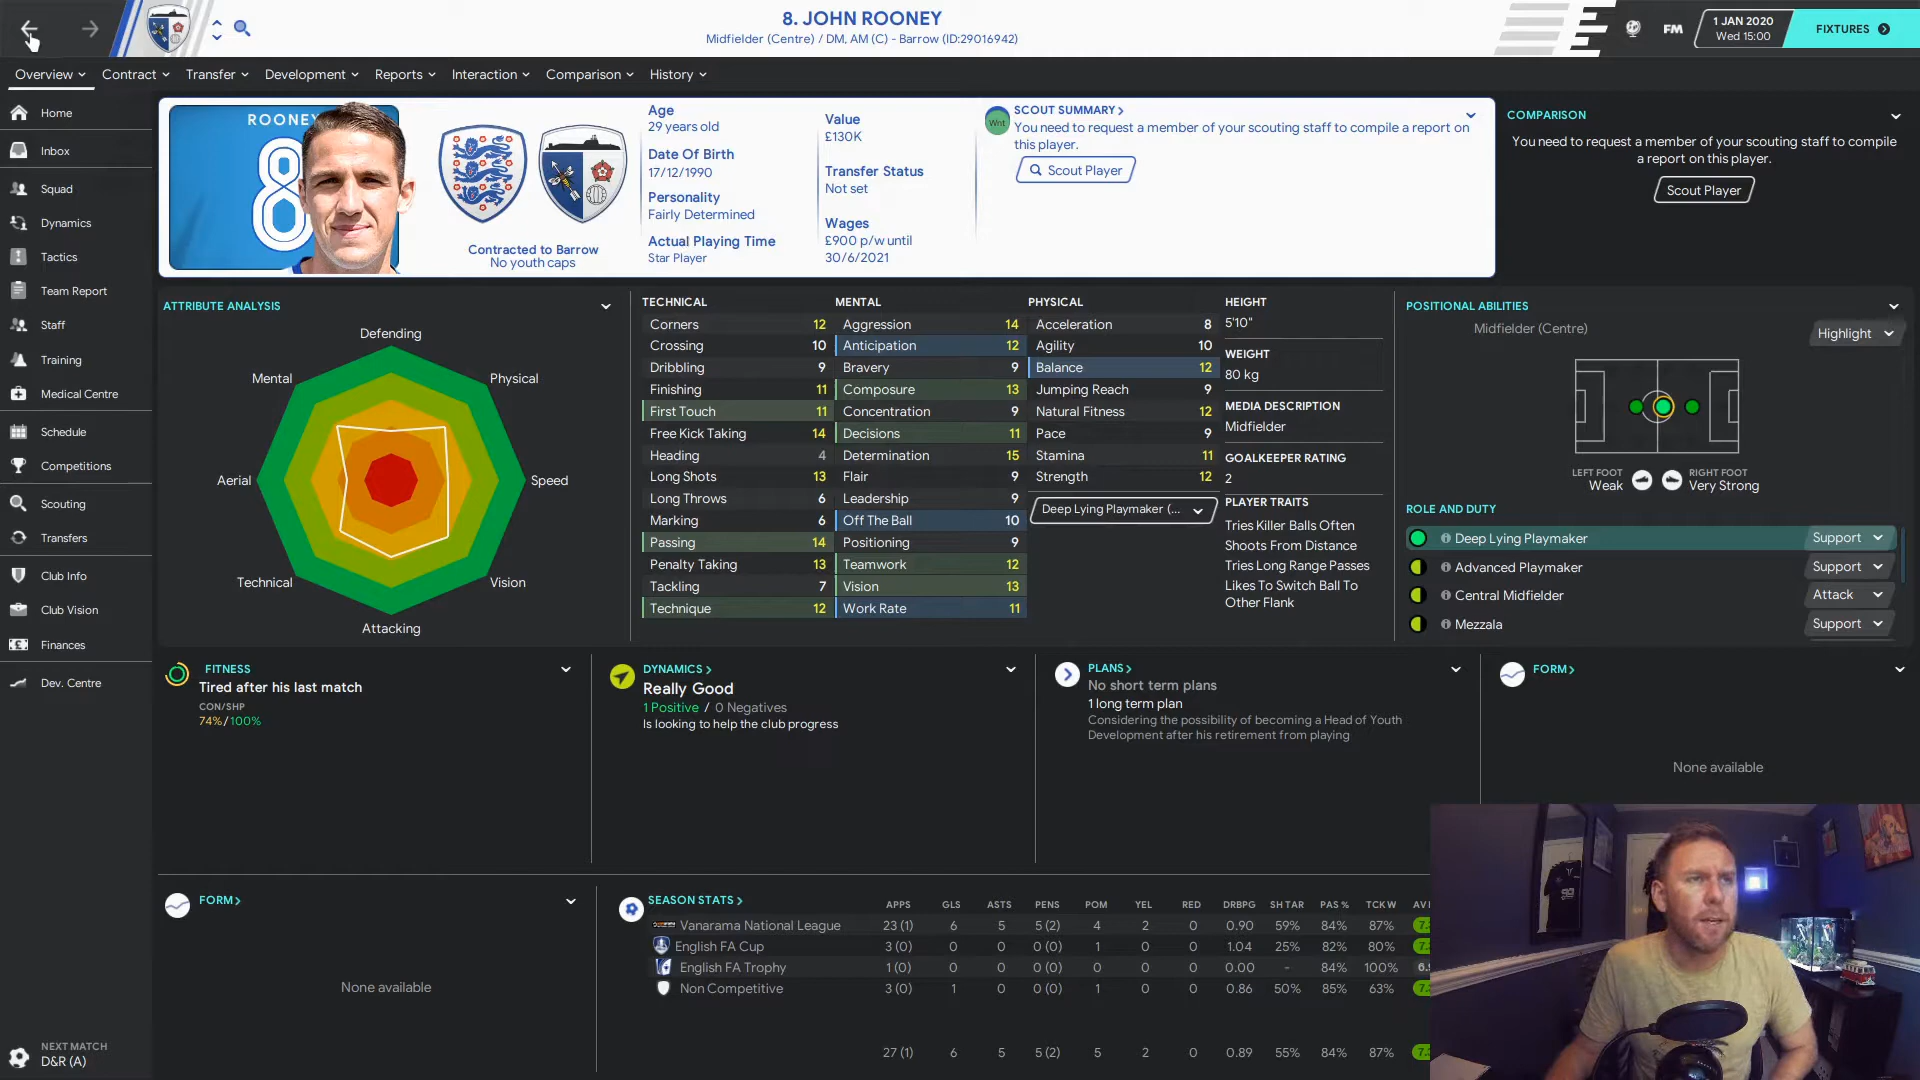 8. JOHN ROONEY
Midfielder (Centre) / DM, AM (C) - Barrow (ID:29016942)
FM
1 JAN 2020
Wed 15:00
FIXTURES
Overview
Contract
Transfer
Development
Reports
Interaction
Comparison
History
Home
Inbox
Squad
Dynamics
Tactics
Team Report
Staff
Training
Medical Centre
Schedule
Competitions
Scouting
Transfers
Club Info
Club Vision
Finances
Dev. Centre
NEXT MATCH
D&R (A)
ROONEY
8
Contracted to Barrow
No youth caps
Age
29 years old
Date Of Birth
17/12/1990
Personality
Fairly Determined
Actual Playing Time
Star Player
Value
£130K
Transfer Status
Not set
Wages
£900 p/w until
30/6/2021
Wnt
SCOUT SUMMARY >
You need to request a member of your scouting staff to compile a report on
this player.
Scout Player
COMPARISON
You need to request a member of your scouting staff to compile
a report on this player.
Scout Player
ATTRIBUTE ANALYSIS
Defending
Mental
Physical
Aerial
Speed
Technical
Vision
Attacking
TECHNICAL
Corners 12
Crossing 10
Dribbling 9
Finishing 11
First Touch 11
Free Kick Taking 14
Heading 4
Long Shots 13
Long Throws 6
Marking 6
Passing 14
Penalty Taking 13
Tackling 7
Technique 12
MENTAL
Aggression 14
Anticipation 12
Bravery 9
Composure 13
Concentration 9
Decisions 11
Determination 15
Flair 9
Leadership 9
Off The Ball 10
Positioning 9
Teamwork 12
Vision 13
Work Rate 11
PHYSICAL
Acceleration 8
Agility 10
Balance 12
Jumping Reach 9
Natural Fitness 12
Pace 9
Stamina 11
Strength 12
Deep Lying Playmaker (...
HEIGHT
5'10"
WEIGHT
80 kg
MEDIA DESCRIPTION
Midfielder
GOALKEEPER RATING
2
PLAYER TRAITS
Tries Killer Balls Often
Shoots From Distance
Tries Long Range Passes
Likes To Switch Ball To
Other Flank
POSITIONAL ABILITIES
Midfielder (Centre)
Highlight
LEFT FOOT
Weak
RIGHT FOOT
Very Strong
ROLE AND DUTY
Deep Lying Playmaker Support
Advanced Playmaker Support
Central Midfielder Attack
Mezzala Support
FITNESS
Tired after his last match
CON/SHP
74%/100%
DYNAMICS >
Really Good
1 Positive / 0 Negatives
Is looking to help the club progress
PLANS >
No short term plans
1 long term plan
Considering the possibility of becoming a Head of Youth
Development after his retirement from playing
FORM >
None available
FORM >
None available
SEASON STATS > APPS GLS ASTS PENS POM YEL RED DRBPG SH TAR PAS % TCK W
Vanarama National League 23 (1) 6 5 5 (2) 4 2 0 0.90 59% 84% 87%
English FA Cup 3 (0) 0 0 0 (0) 1 0 0 1.04 25% 82% 80%
English FA Trophy 1 (0) 0 0 0 (0) 0 0 0 0.00 - 84% 100%
Non Competitive 3 (0) 1 0 0 (0) 1 0 0 0.86 50% 85% 63%
27 (1) 6 5 5 (2) 5 2 0 0.89 55% 84% 87%